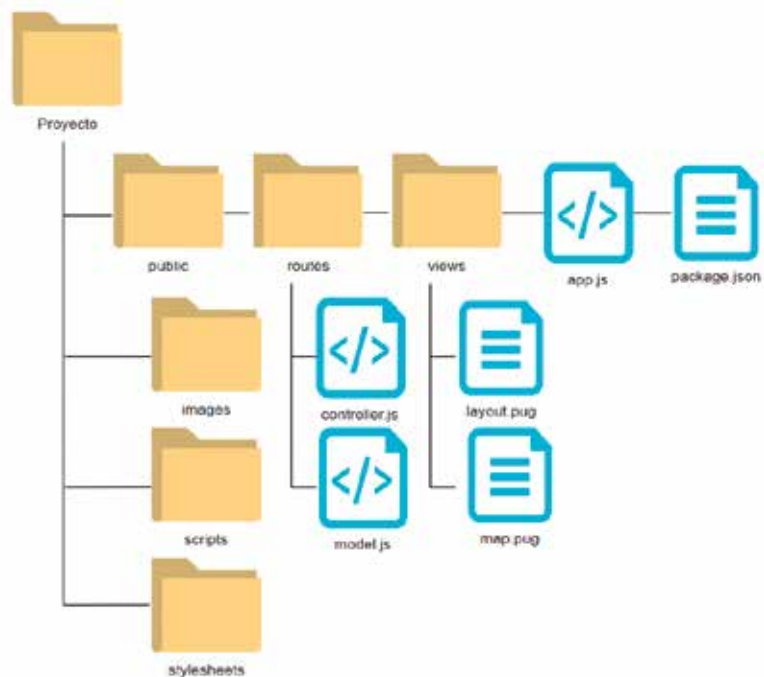 Proyecto
public
routes
views
app.js
package.json
images
controller.js
layout.pug
scripts
model.js
map.pug
stylesheets